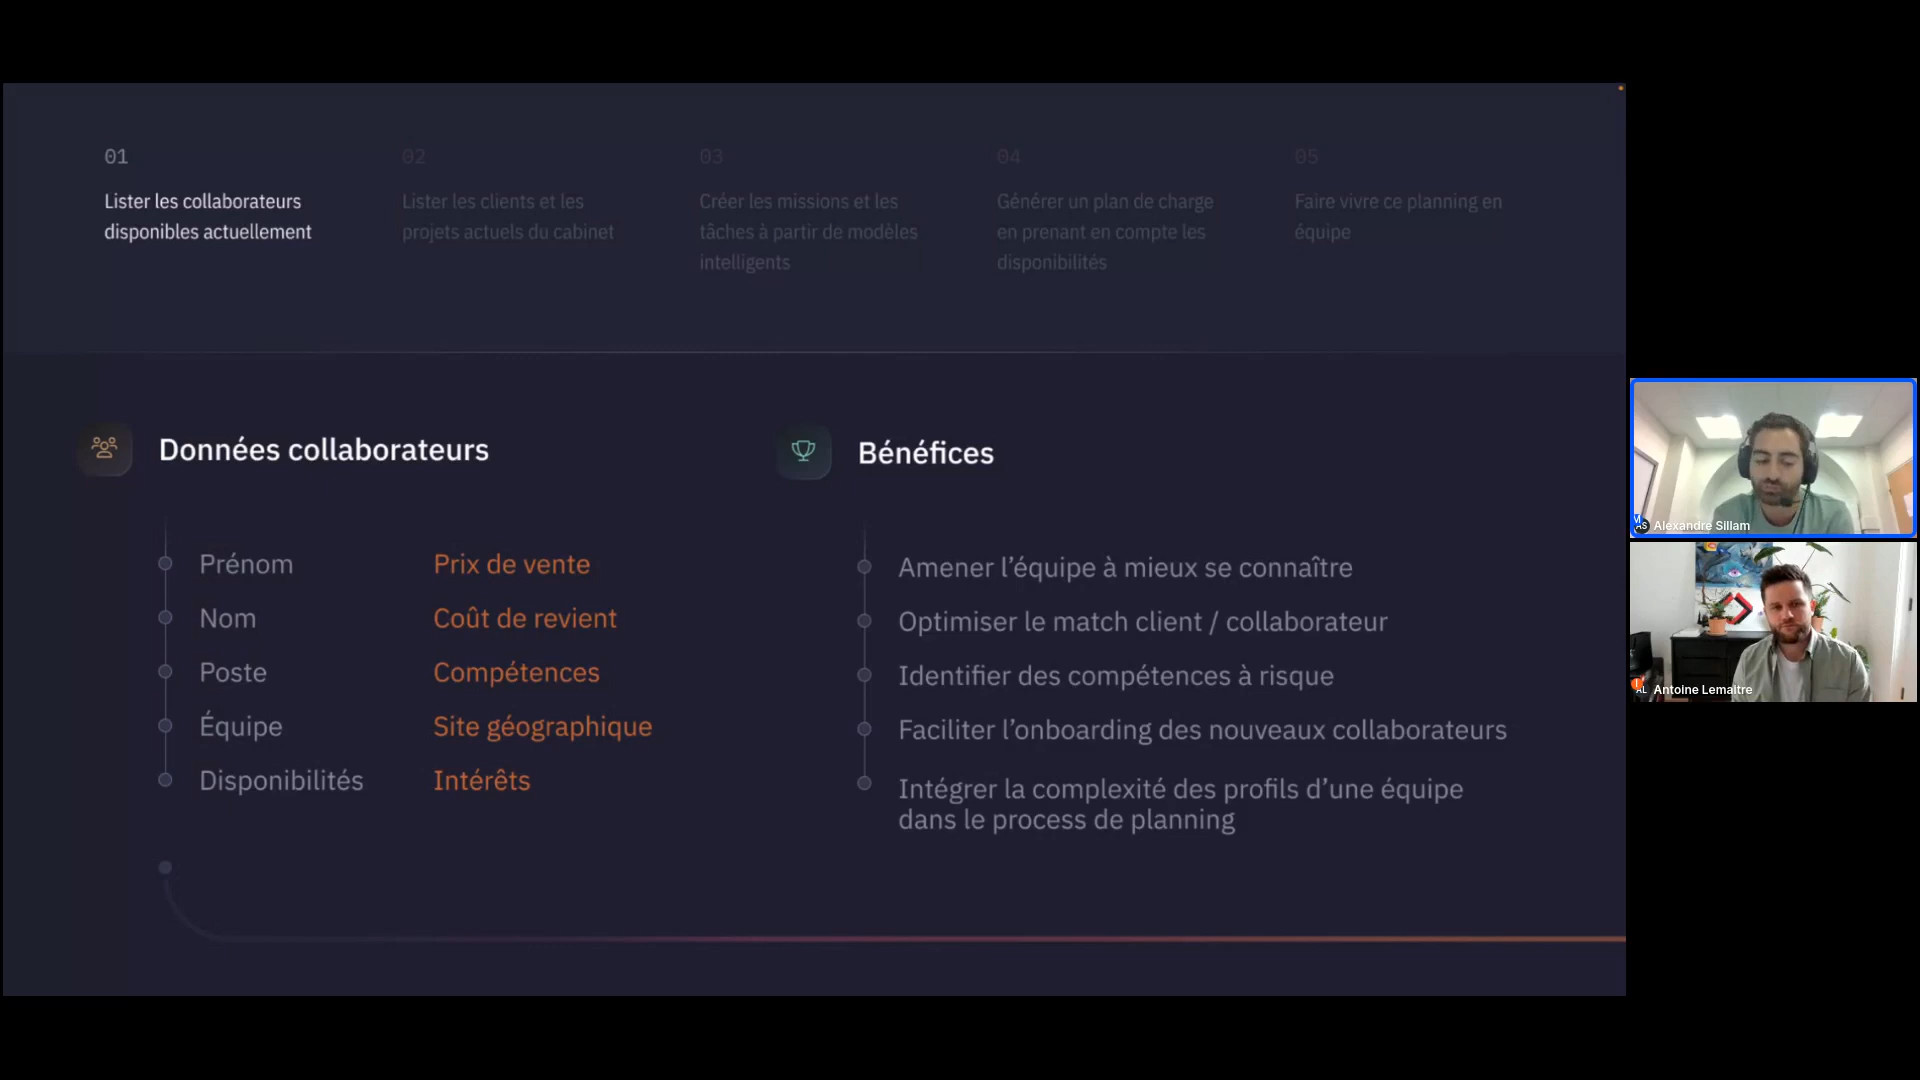 01
Lister les collaborateurs
disponibles actuellement
02
Lister les clients et les
projets actuels du cabinet
03
Créer les missions et les
tâches à partir de modèles
intelligents
04
Générer un plan de charge
en prenant en compte les
disponibilités
05
Faire vivre ce planning en
équipe
Données collaborateurs
Prénom
Nom
Poste
Équipe
Disponibilités
Prix de vente
Coût de revient
Compétences
Site géographique
Intérêts
Bénéfices
Amener l’équipe à mieux se connaître
Optimiser le match client / collaborateur
Identifier des compétences à risque
Faciliter l’onboarding des nouveaux collaborateurs
Intégrer la complexité des profils d’une équipe
dans le process de planning
AS Alexandre Sillam
AL Antoine Lemaitre